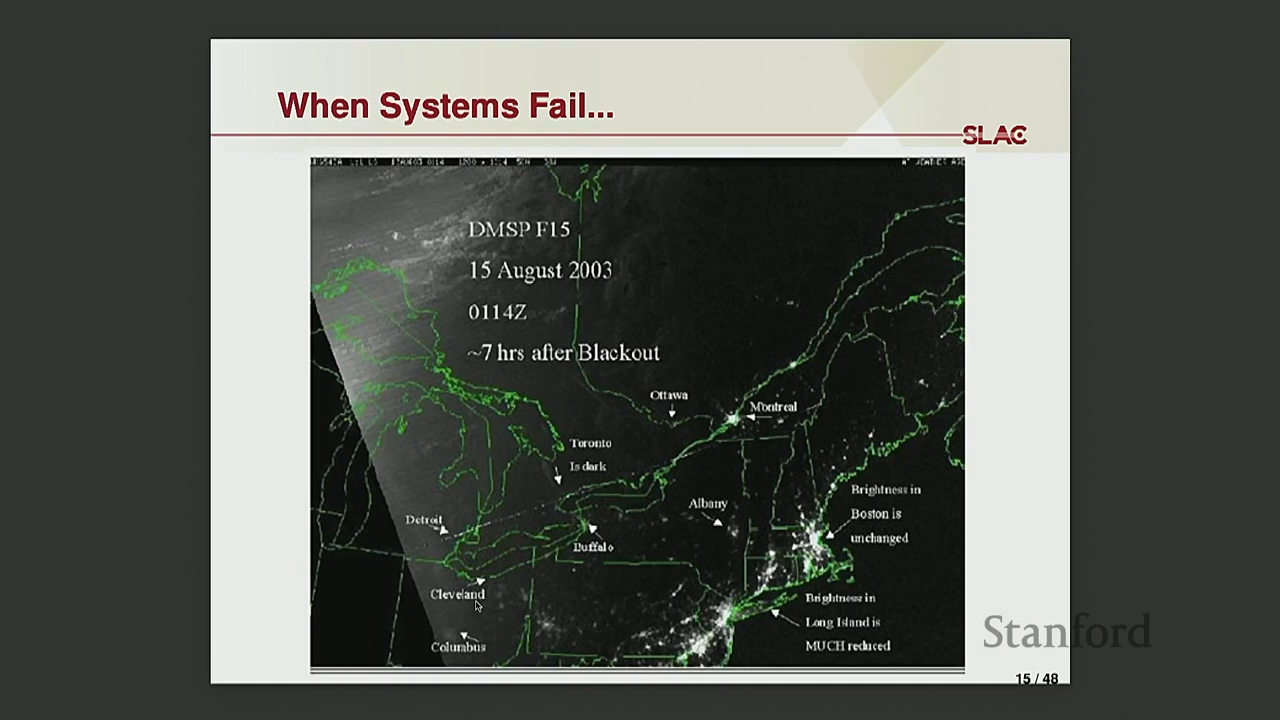 When Systems Fail...
SLAC
DMSP F15
15 August 2003
0114Z
~7 hrs after Blackout
Ottawa
Montreal
Toronto
Is dark
Albany
Brightness in
Boston is
unchanged
Detroit
Buffalo
Cleveland
Brightness in
Long Island is
MUCH reduced
Columbus
Stanford
15 / 48